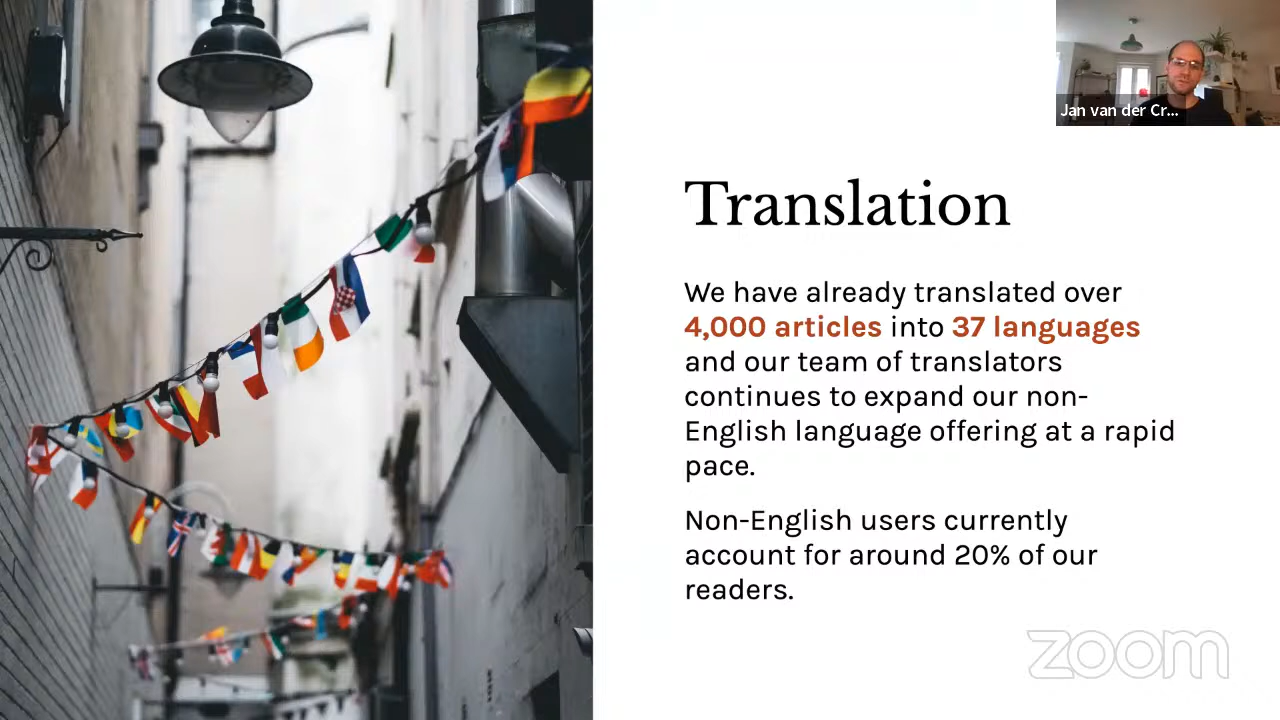 Jan van der Cr...
Translation
We have already translated over
4,000 articles into 37 languages
and our team of translators
continues to expand our non-
English language offering at a rapid
pace.
Non-English users currently
account for around 20% of our
readers.
zoom